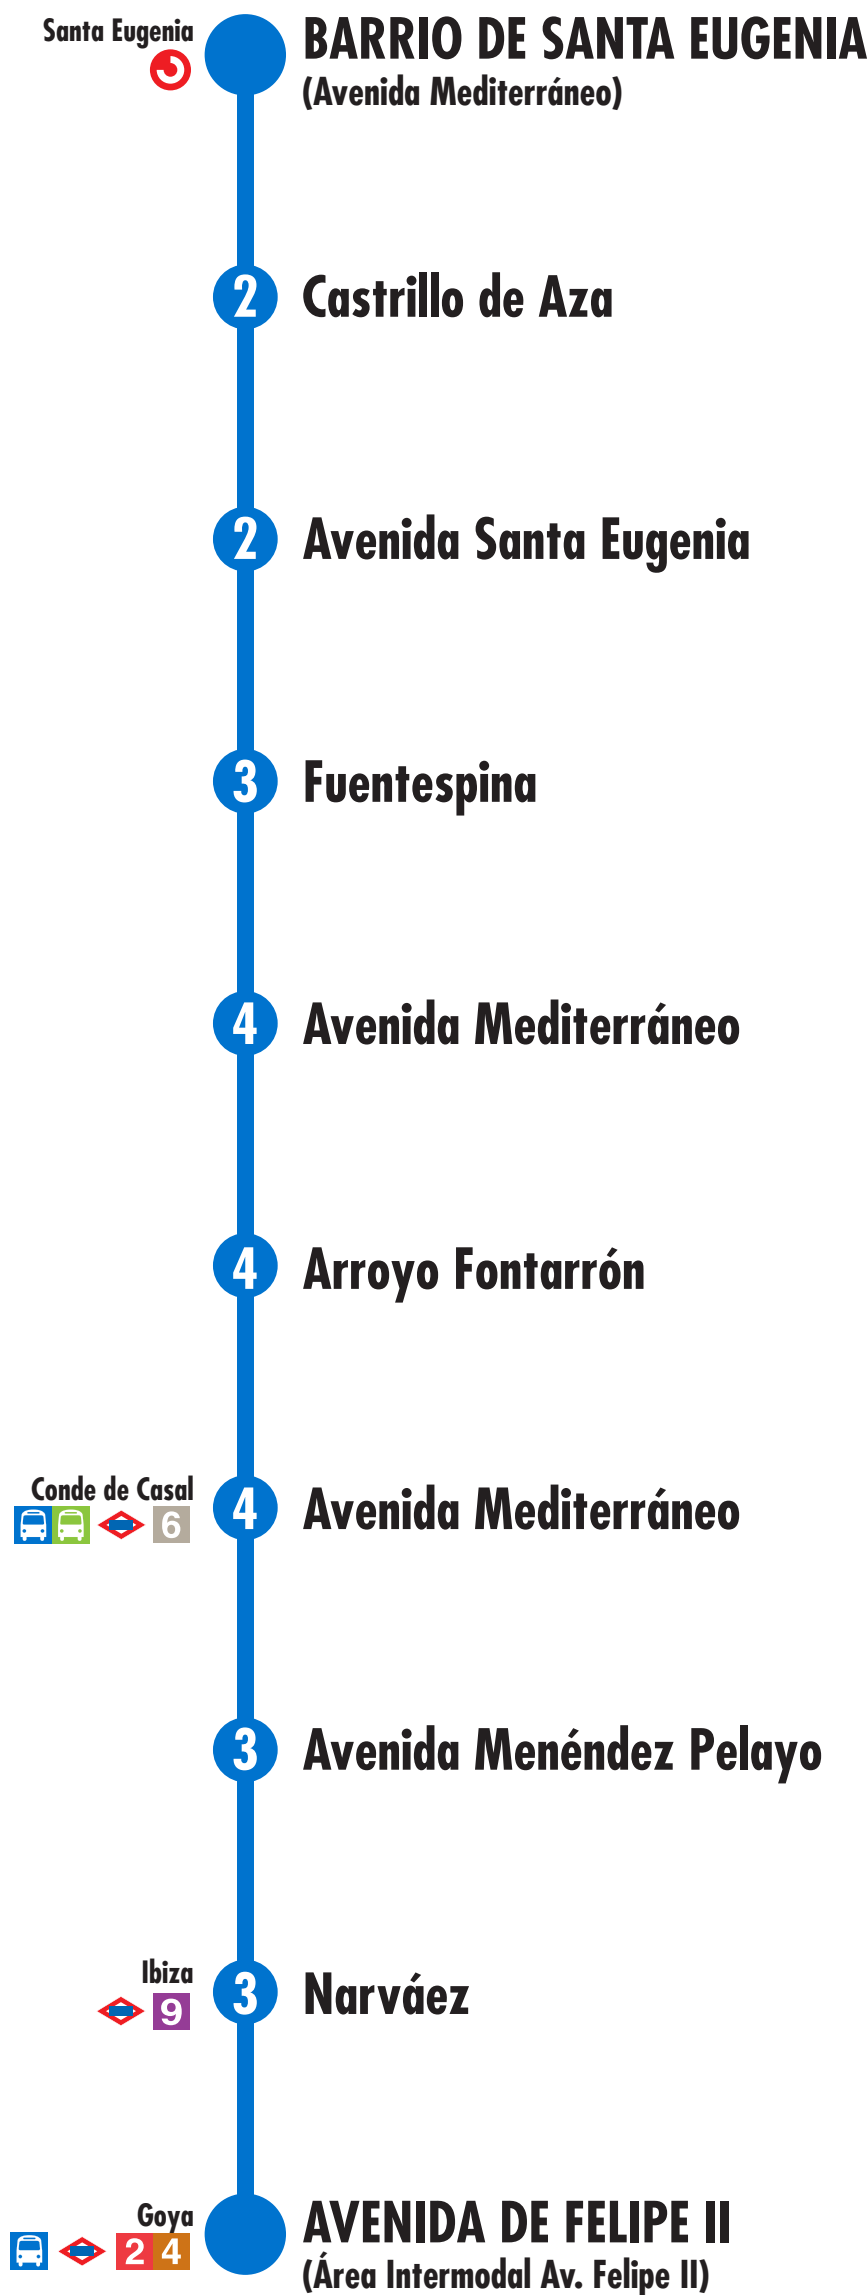 Santa Eugenia
BARRIO DE SANTA EUGENIA
(Avenida Mediterráneo)
2 Castrillo de Aza
2 Avenida Santa Eugenia
3 Fuentespina
4 Avenida Mediterráneo
4 Arroyo Fontarrón
Conde de Casal
6
4 Avenida Mediterráneo
3 Avenida Menéndez Pelayo
Ibiza
9
3 Narváez
Goya
2 4
AVENIDA DE FELIPE II
(Área Intermodal Av. Felipe II)